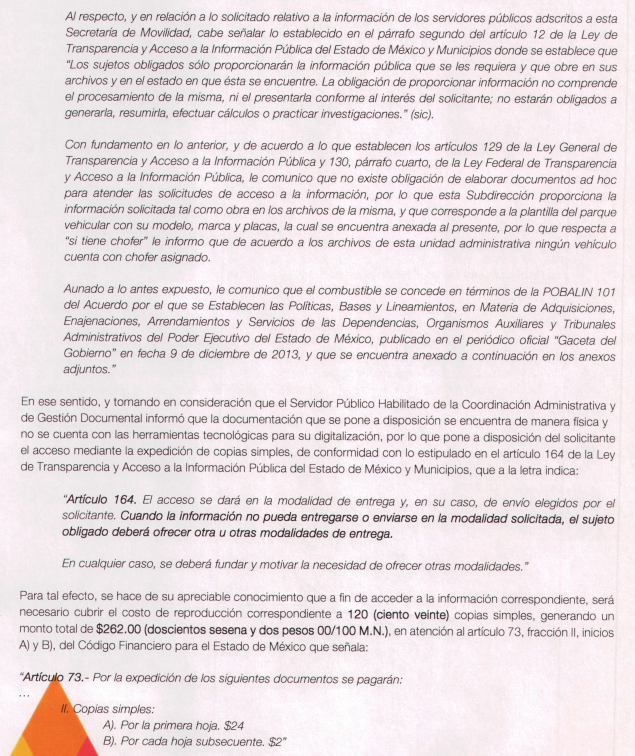 Al respecto, y en relación a lo solicitado relativo a la información de los servidores públicos adscritos a esta
Secretaría de Movilidad, cabe señalar lo establecido en el párrafo segundo del artículo 12 de la Ley de
Transparencia y Acceso a la Información Pública del Estado de México y Municipios donde se establece que
“Los sujetos obligados sólo proporcionarán la información pública que se les requiera y que obre en sus
archivos y en el estado en que ésta se encuentre. La obligación de proporcionar información no comprende
el procesamiento de la misma, ni el presentarla conforme al interés del solicitante; no estarán obligados a
generarla, resumirla, efectuar cálculos o practicar investigaciones.” (sic).
Con fundamento en lo anterior, y de acuerdo a lo que establecen los artículos 129 de la Ley General de
Transparencia y Acceso a la Información Pública y 130, párrafo cuarto, de la Ley Federal de Transparencia
y Acceso a la Información Pública, le comunico que no existe obligación de elaborar documentos ad hoc
para atender las solicitudes de acceso a la información, por lo que esta Subdirección proporciona la
información solicitada tal como obra en los archivos de la misma, y que corresponde a la plantilla del parque
vehicular con su modelo, marca y placas, la cual se encuentra anexada al presente, por lo que respecta a
“si tiene chofer” le informo que de acuerdo a los archivos de esta unidad administrativa ningún vehículo
cuenta con chofer asignado.
Aunado a lo antes expuesto, le comunico que el combustible se concede en términos de la POBALIN 101
del Acuerdo por el que se Establecen las Políticas, Bases y Lineamientos, en Materia de Adquisiciones,
Enajenaciones, Arrendamientos y Servicios de las Dependencias, Organismos Auxiliares y Tribunales
Administrativos del Poder Ejecutivo del Estado de México, publicado en el periódico oficial “Gaceta del
Gobierno” en fecha 9 de diciembre de 2013, y que se encuentra anexado a continuación en los anexos
adjuntos.”
En ese sentido, y tomando en consideración que el Servidor Público Habilitado de la Coordinación Administrativa y
de Gestión Documental informó que la documentación que se pone a disposición se encuentra de manera física y
no se cuenta con las herramientas tecnológicas para su digitalización, por lo que pone a disposición del solicitante
el acceso mediante la expedición de copias simples, de conformidad con lo estipulado en el artículo 164 de la Ley
de Transparencia y Acceso a la Información Pública del Estado de México y Municipios, que a la letra indica:
“Artículo 164. El acceso se dará en la modalidad de entrega y, en su caso, de envío elegidos por el
solicitante. Cuando la información no pueda entregarse o enviarse en la modalidad solicitada, el sujeto
obligado deberá ofrecer otra u otras modalidades de entrega.
En cualquier caso, se deberá fundar y motivar la necesidad de ofrecer otras modalidades.”
Para tal efecto, se hace de su apreciable conocimiento que a fin de acceder a la información correspondiente, será
necesario cubrir el costo de reproducción correspondiente a 120 (ciento veinte) copias simples, generando un
monto total de $262.00 (doscientos sesena y dos pesos 00/100 M.N.), en atención al artículo 73, fracción II, inicios
A) y B), del Código Financiero para el Estado de México que señala:
“Artículo 73.- Por la expedición de los siguientes documentos se pagarán:
...
II. Copias simples:
A). Por la primera hoja. $24
B). Por cada hoja subsecuente. $2”